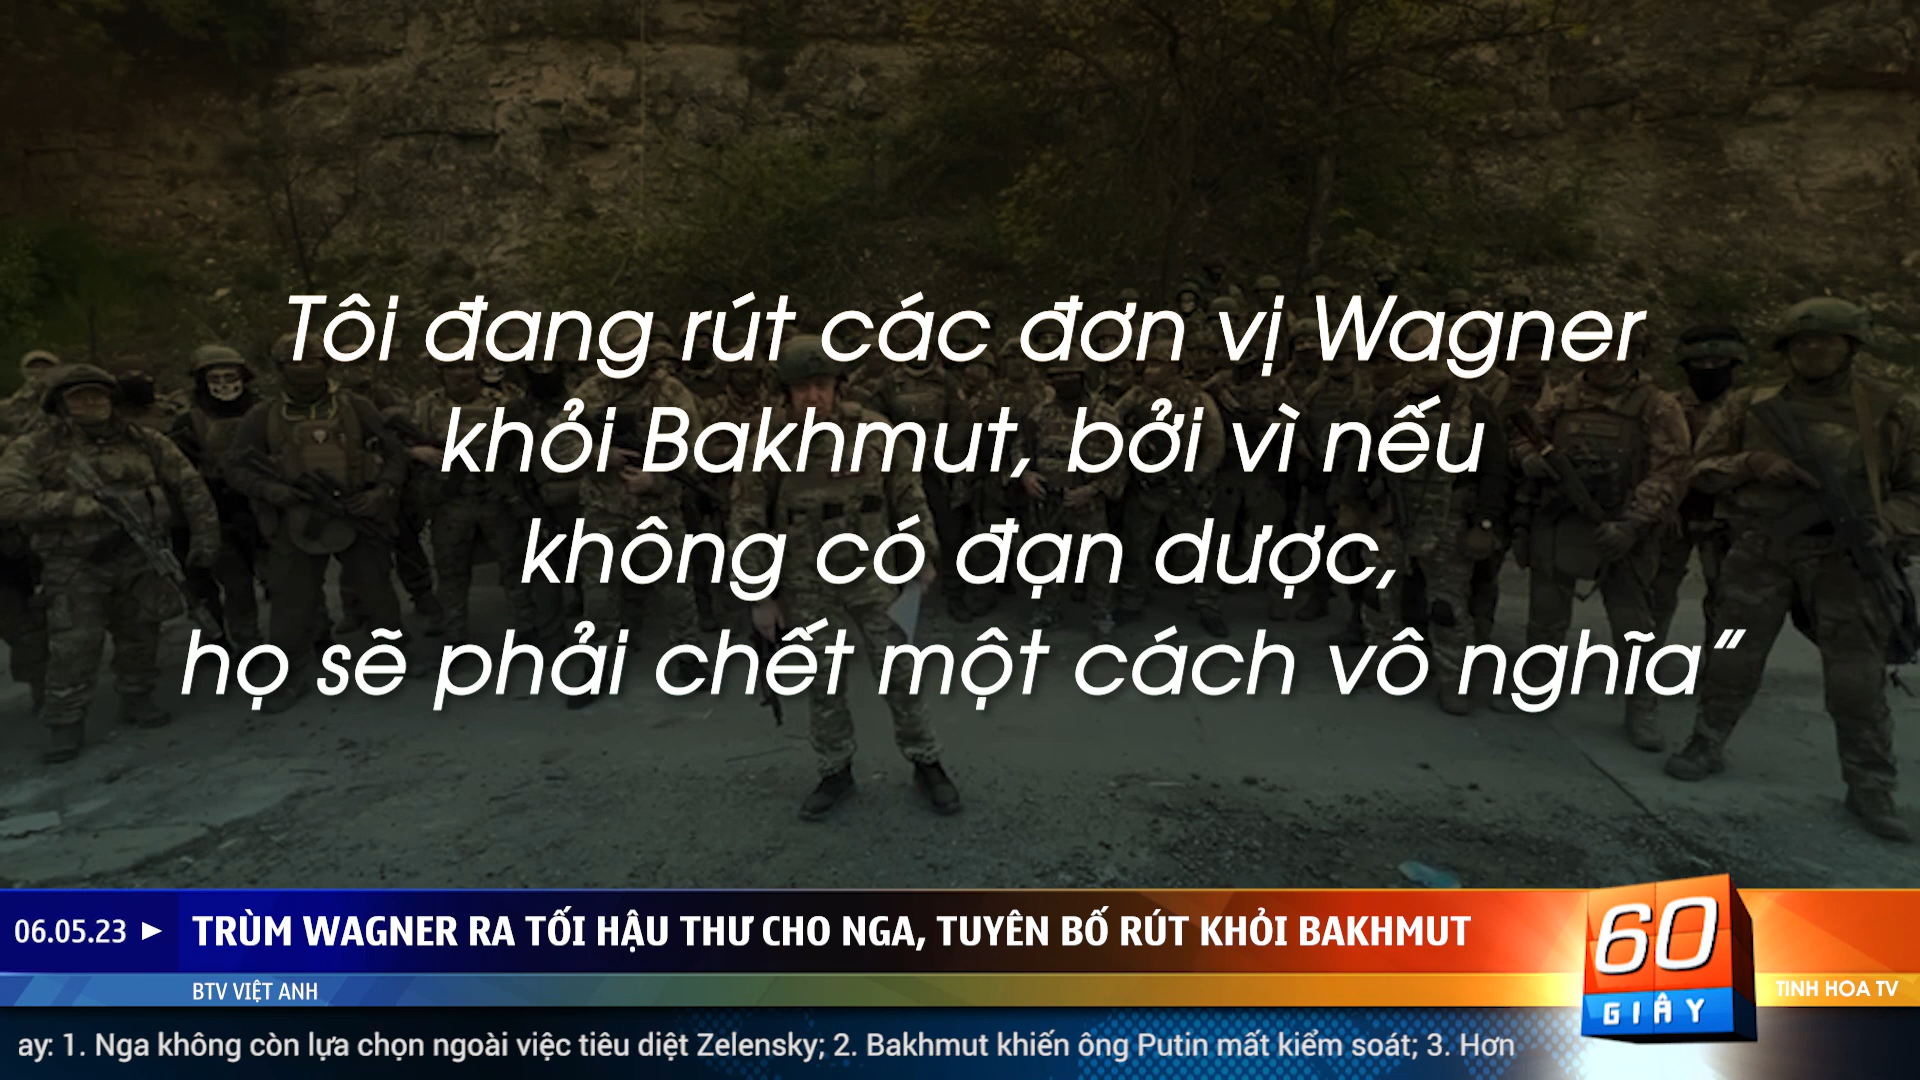 Tôi đang rút các đơn vị Wagner
khỏi Bakhmut, bởi vì nếu
không có đạn dược,
họ sẽ phải chết một cách vô nghĩa”
06.05.23
TRÙM WAGNER RA TỐI HẬU THƯ CHO NGA, TUYÊN BỐ RÚT KHỎI BAKHMUT
60
GIÂY
BTV VIỆT ANH
TINH HOA TV
ay: 1. Nga không còn lựa chọn ngoài việc tiêu diệt Zelensky; 2. Bakhmut khiến ông Putin mất kiểm soát; 3. Hơn